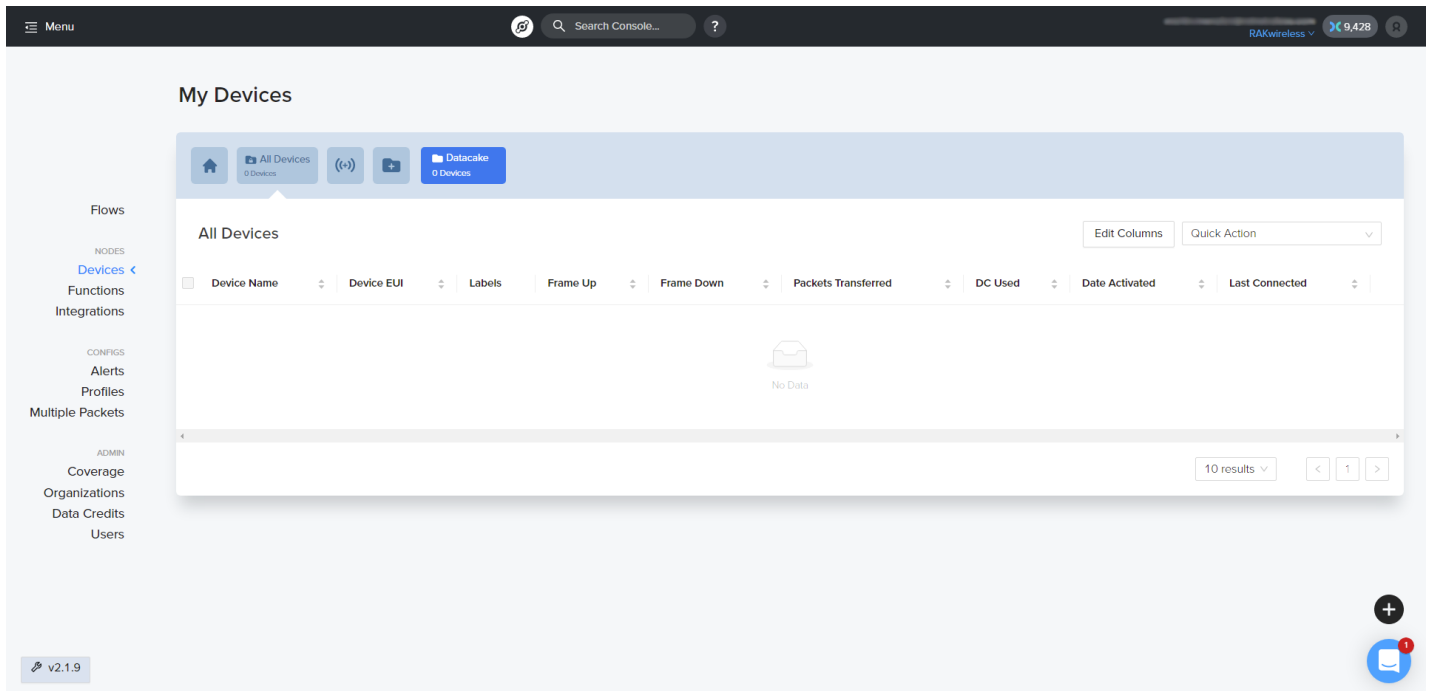 Menu
Search Console...
?
RAKwireless
9,428
My Devices
All Devices
0 Devices
Datacake
0 Devices
Flows
NODES
Devices
Functions
Integrations
CONFIGS
Alerts
Profiles
Multiple Packets
ADMIN
Coverage
Organizations
Data Credits
Users
All Devices
Edit Columns
Quick Action
Device Name Device EUI Labels Frame Up Frame Down Packets Transferred DC Used Date Activated Last Connected
No Data
10 results < 1 >
1
v2.1.9